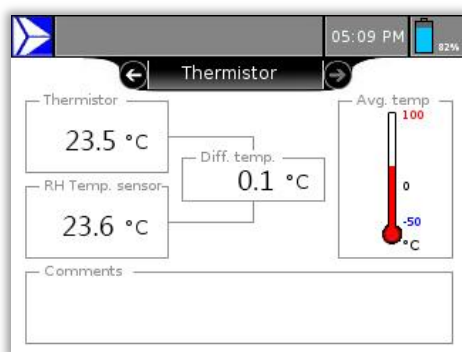 05:09 PM
82%
Thermistor
Thermistor
23.5 °C
RH Temp. sensor
23.6 °C
Diff. temp.
0.1 °C
Avg. temp
100
0
-50
°C
Comments